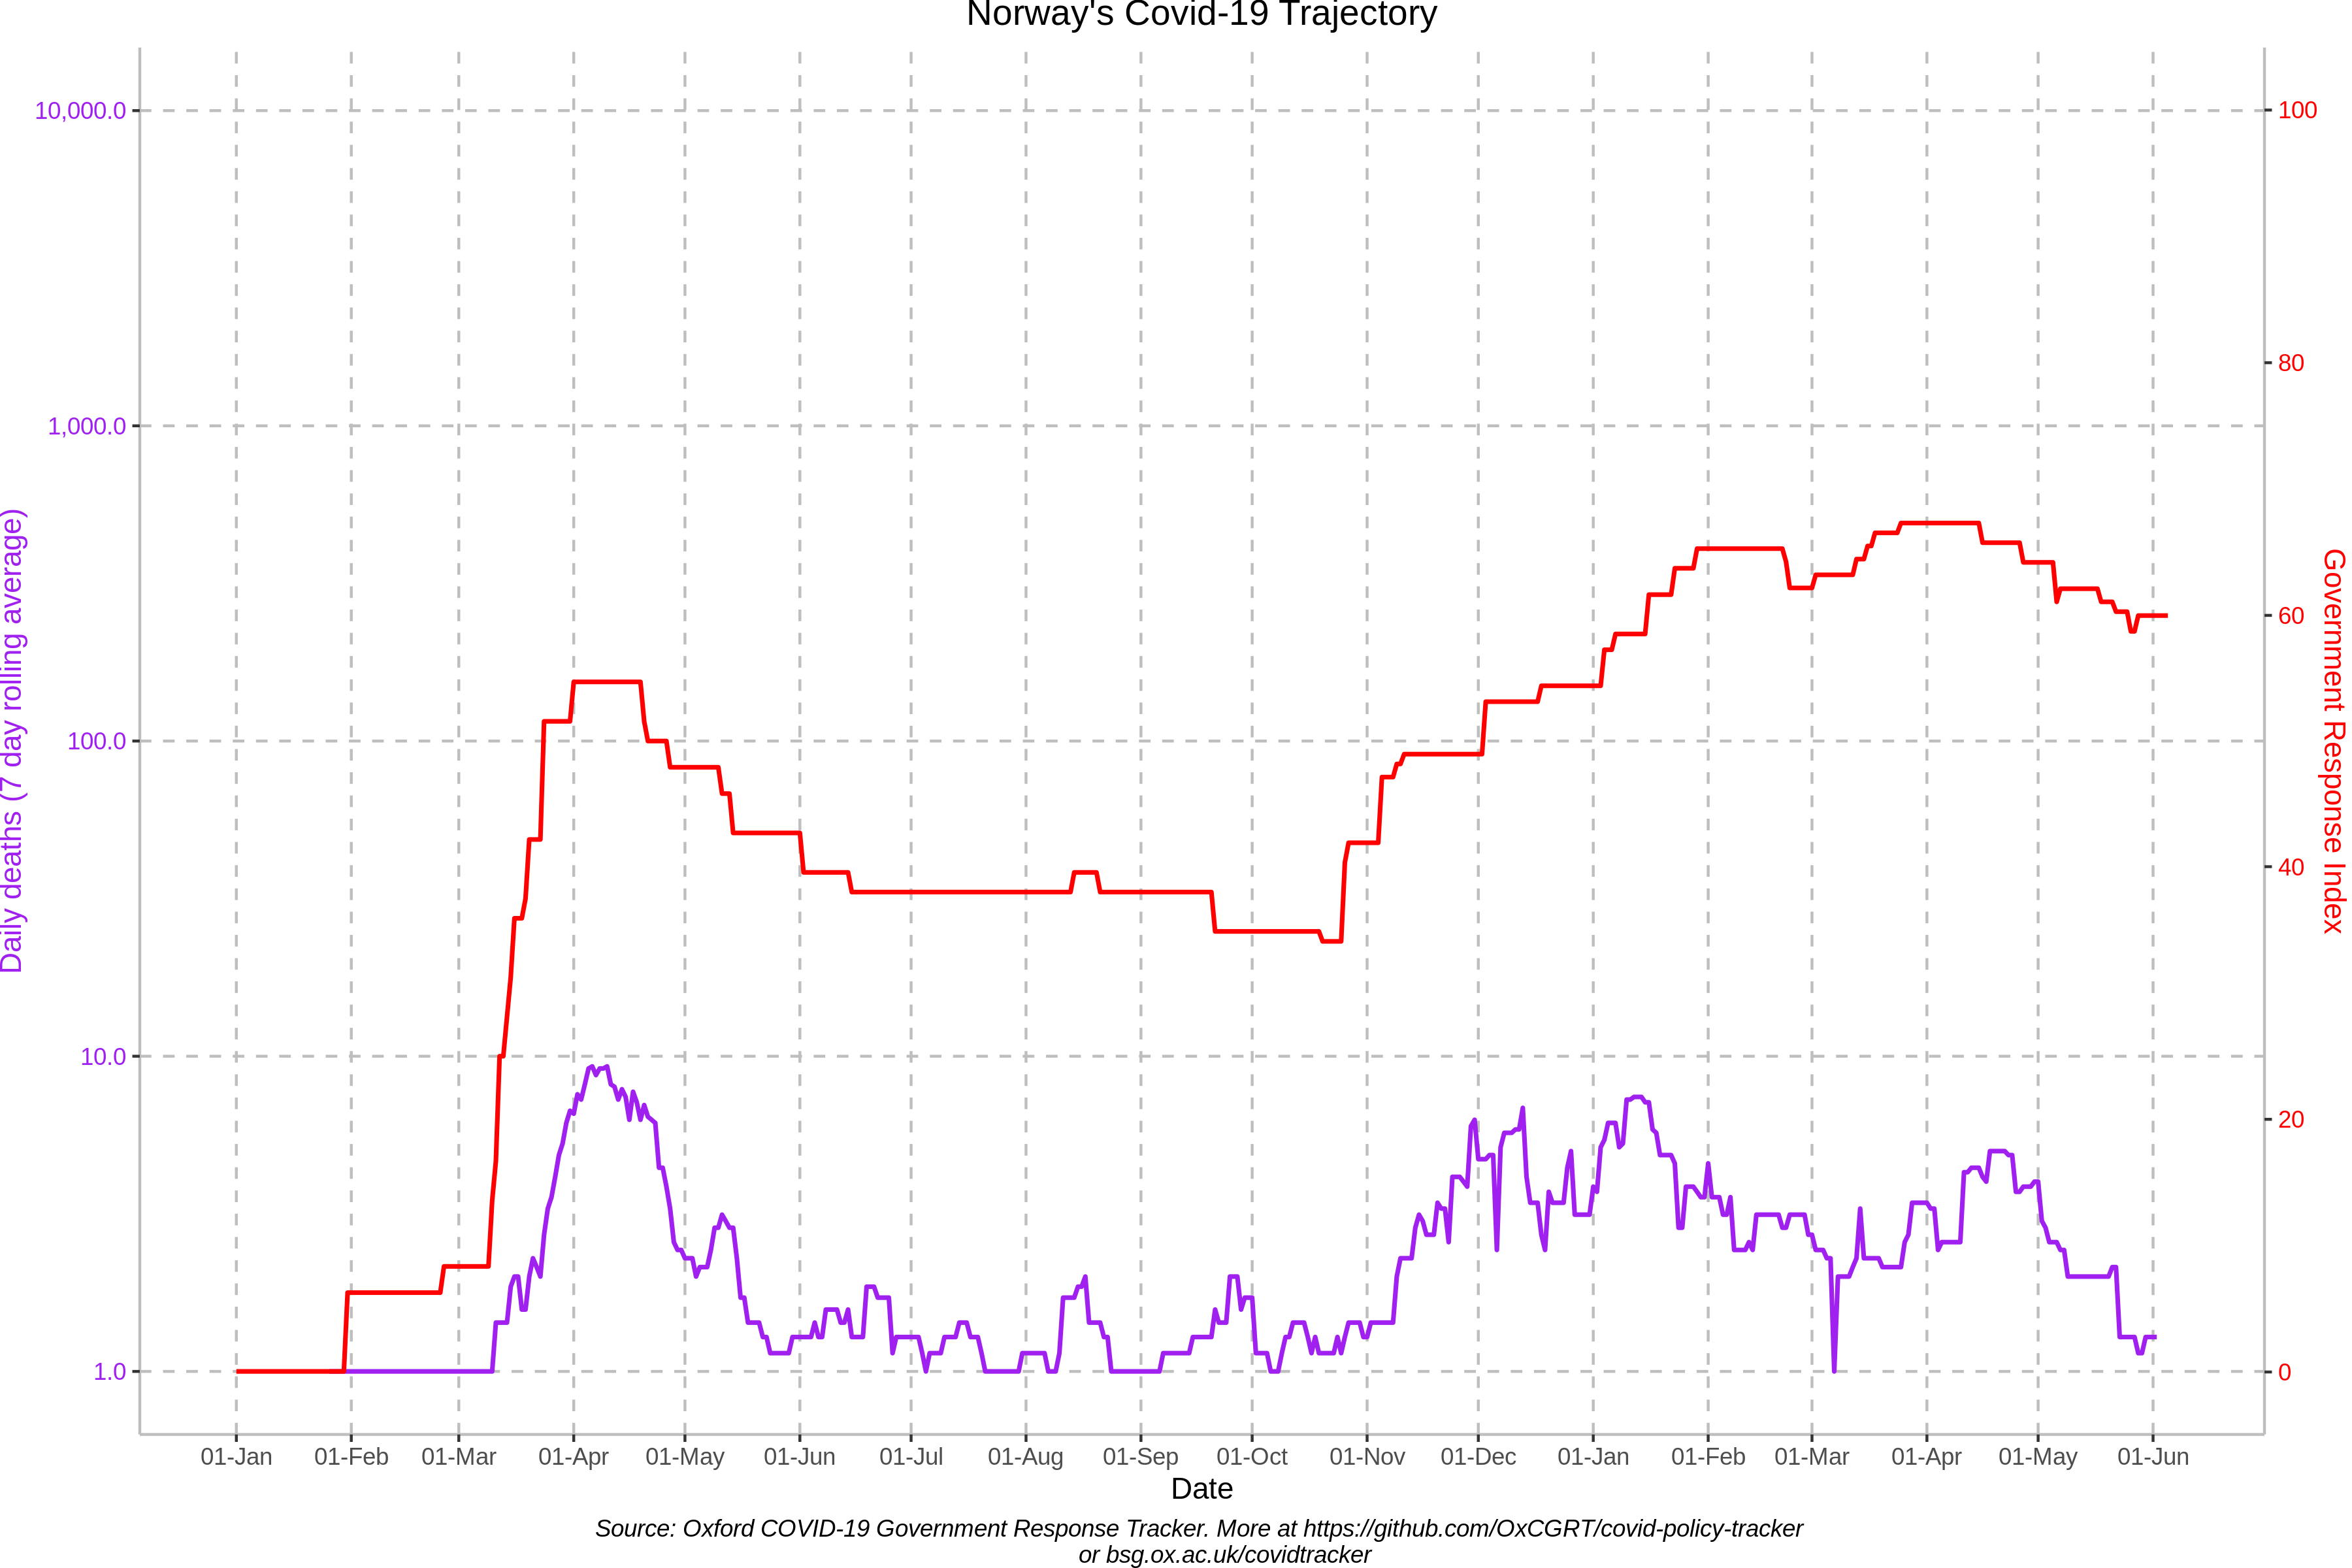 Norway's Covid-19 Trajectory
10,000.0
1,000.0
100.0
10.0
1.0
Daily deaths (7 day rolling average)
100
80
60
40
20
0
Government Response Index
01-Jan 01-Feb 01-Mar 01-Apr 01-May 01-Jun 01-Jul 01-Aug 01-Sep 01-Oct 01-Nov 01-Dec 01-Jan 01-Feb 01-Mar 01-Apr 01-May 01-Jun
Date
Source: Oxford COVID-19 Government Response Tracker. More at https://github.com/OxCGRT/covid-policy-tracker
or bsg.ox.ac.uk/covidtracker